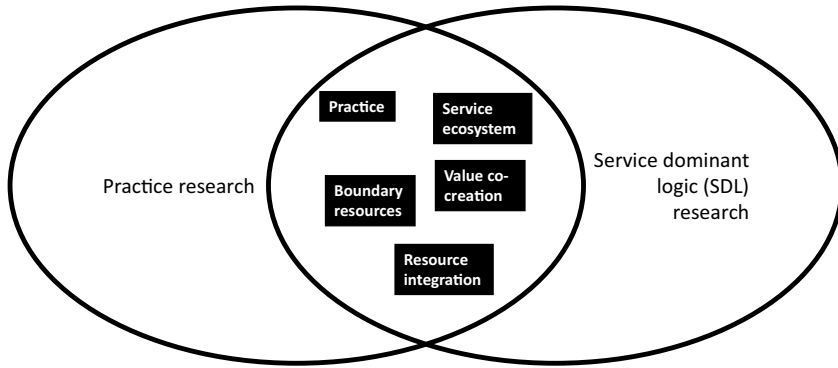 Practice
Service
ecosystem
Practice research
Boundary
resources
Value co-
creation
Service dominant
logic (SDL)
research
Resource
integration